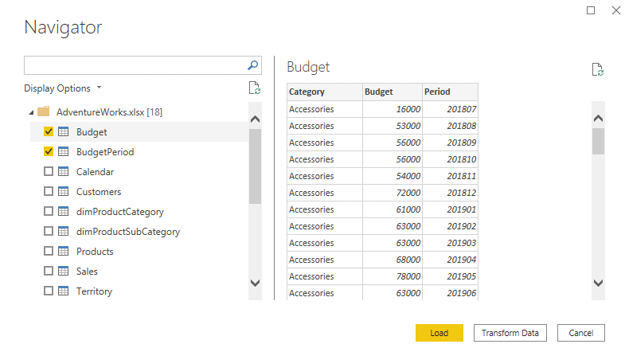 Navigator
Display Options
AdventureWorks.xlsx [18]
Budget
BudgetPeriod
Calendar
Customers
dimProductCategory
dimProductSubCategory
Products
Sales
Territory
Budget
Category Budget Period
Accessories 16000 201807
Accessories 53000 201808
Accessories 56000 201809
Accessories 56000 201810
Accessories 54000 201811
Accessories 72000 201812
Accessories 61000 201901
Accessories 63000 201902
Accessories 63000 201903
Accessories 68000 201904
Accessories 78000 201905
Accessories 63000 201906
Load Transform Data Cancel